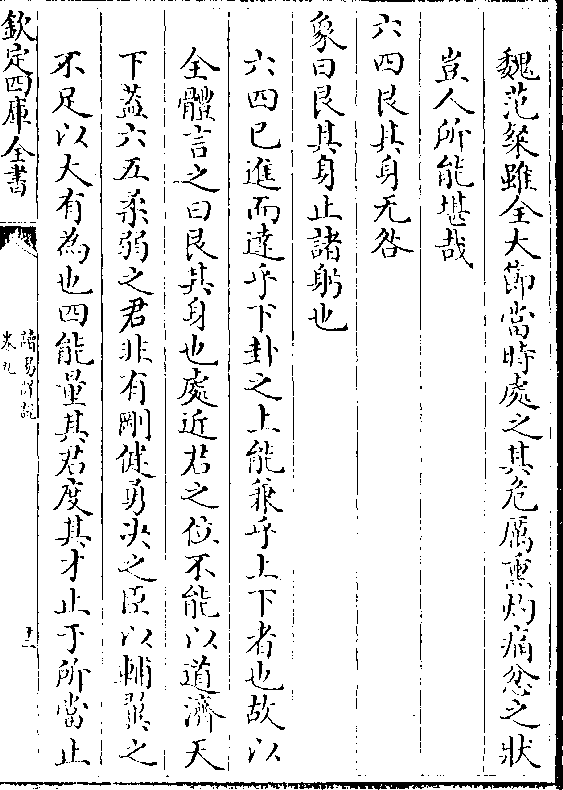 魏范粲雖全大節當時處之其危厲熏灼痛忿之狀
豈人所能堪哉
六四艮其身无咎
象曰艮其身止諸躬也
六四已進而達乎下卦之上能兼乎上下者也故以
全體言之曰艮其身也處近君之位不能以道濟天
下葢六五柔弱之君非有剛健勇决之臣以輔翼之
不足以大有為也四能量其君度其才止于所當止
欽定四庫全書
讀易詳說
卷九
十二